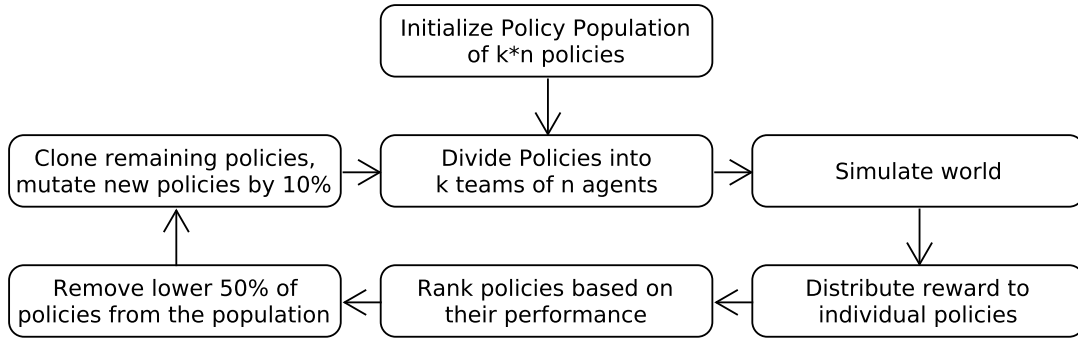 Initialize Policy Population
of k*n policies
Clone remaining policies,
mutate new policies by 10%
Divide Policies into
k teams of n agents
Simulate world
Remove lower 50% of
policies from the population
Rank policies based on
their performance
Distribute reward to
individual policies